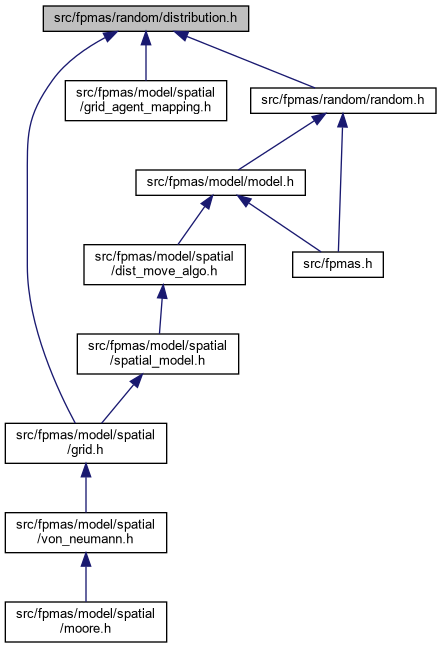 src/fpmas/random/distribution.h
src/fpmas/model/spatial
/grid_agent_mapping.h
src/fpmas/random/random.h
src/fpmas/model/model.h
src/fpmas/model/spatial
/dist_move_algo.h
src/fpmas.h
src/fpmas/model/spatial
/spatial_model.h
src/fpmas/model/spatial
/grid.h
src/fpmas/model/spatial
/von_neumann.h
src/fpmas/model/spatial
/moore.h